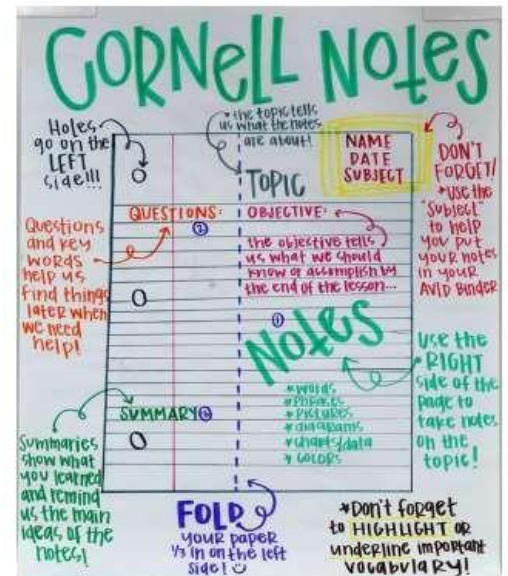 CORNELL NOTES
Holes
go on the
LEFT
side!!!
* the topic tells
us what the notes
are about!
NAME
DATE
SUBJECT
DON'T
FORGET!
*Use the
"Subject"
to help
you put
your notes
in your
AVID Binder
TOPIC
QUESTIONS:
②
OBJECTIVE:
the objective tells
us what we should
know or accomplish by
the end of the lesson...
Questions
and key
words
help us
find things
later when
we need
help!
①
Notes
*words
*phrases
*pictures
*diagrams
*charts/data
*colors
Use the
RIGHT
side of the
page to
take notes
on the
topic!
SUMMARY③
Summaries
show what
you learned
and remind
us the main
ideas of the
notes!
FOLD
your paper
1/3 in on the left
side!
*Don't forget
to HIGHLIGHT or
underline important
vocabulary!